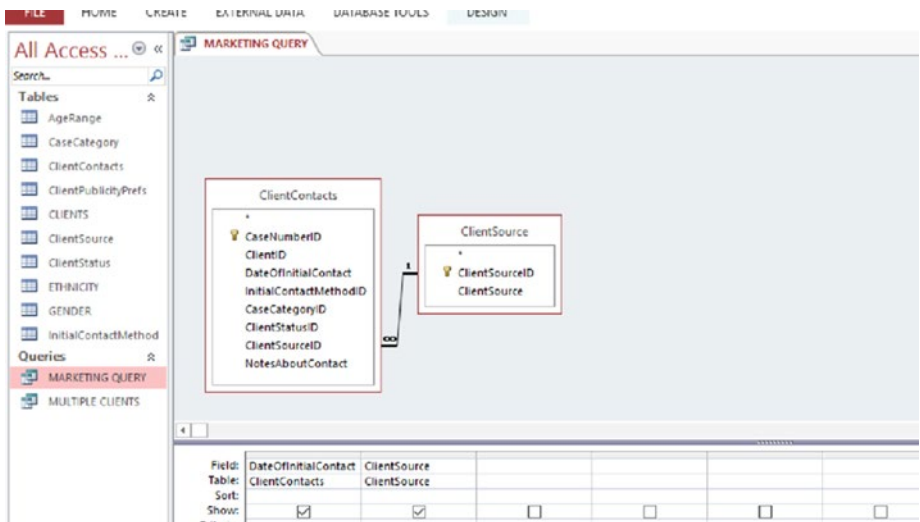 FILE HOME CREATE EXTERNAL DATA DATABASE TOOLS DESIGN
All Access ... «
Search...
Tables
AgeRange
CaseCategory
ClientContacts
ClientPublicityPrefs
CLIENTS
ClientSource
ClientStatus
ETHNICITY
GENDER
InitialContactMethod
Queries
MARKETING QUERY
MULTIPLE CLIENTS
MARKETING QUERY
ClientContacts
*
CaseNumberID
ClientID
DateOfInitialContact
InitialContactMethodID
CaseCategoryID
ClientStatusID
ClientSourceID
NotesAboutContact
1
∞
ClientSource
*
ClientSourceID
ClientSource
Field: DateOfInitialContact ClientSource
Table: ClientContacts ClientSource
Sort:
Show: